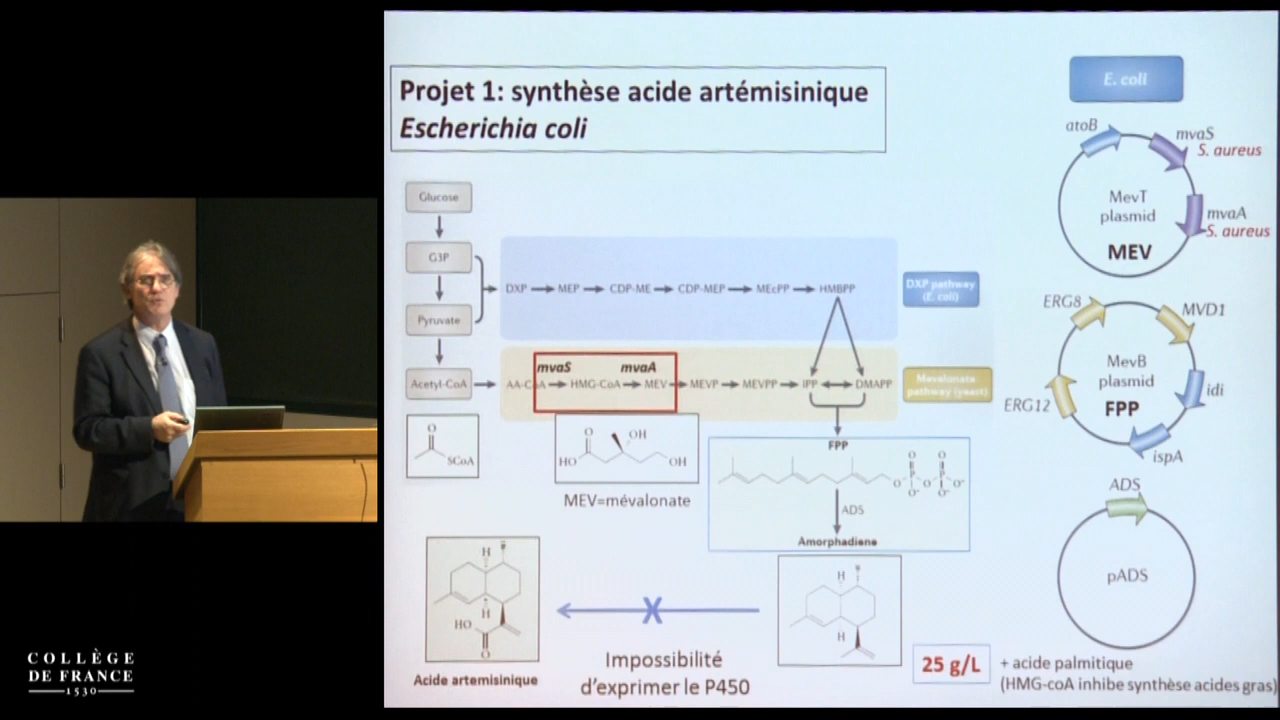 Projet 1: synthèse acide artémisinique
Escherichia coli
E. coli
atoB
mvaS
S. aureus
MevT
plasmid
MEV
mvaA
S. aureus
Glucose
G3P
Pyruvate
Acetyl-CoA
DXP
MEP
CDP-ME
CDP-MEP
MEcPP
HMBPP
DXP pathway
(E. coli)
mvaS
mvaA
AA-CoA
HMG-CoA
MEV
MEVP
MEVPP
IPP
DMAPP
Mevalonate
pathway (yeast)
ERG8
MVD1
MevB
plasmid
FPP
idi
ERG12
ispA
O
SCoA
O
OH
HO
OH
MEV=mévalonate
FPP
O
O
O⁻
P
O
P
O⁻
O⁻
O⁻
ADS
Amorphadiene
ADS
pADS
H
H
HO
O
Acide artemisinique
H
H
Impossibilité
d'exprimer le P450
25 g/L
+ acide palmitique
(HMG-coA inhibe synthèse acides gras)
COLLÈGE
DE FRANCE
1530